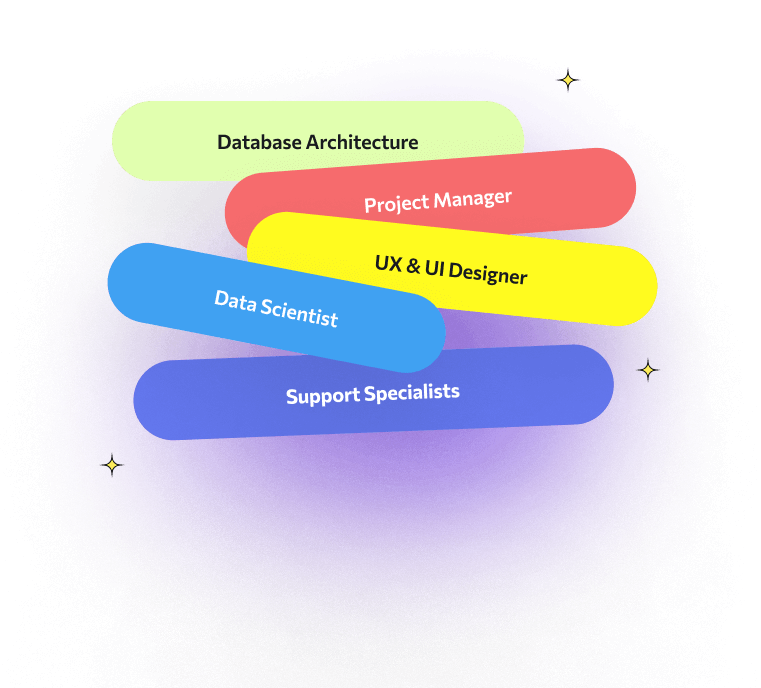 Database Architecture
Project Manager
UX & UI Designer
Data Scientist
Support Specialists